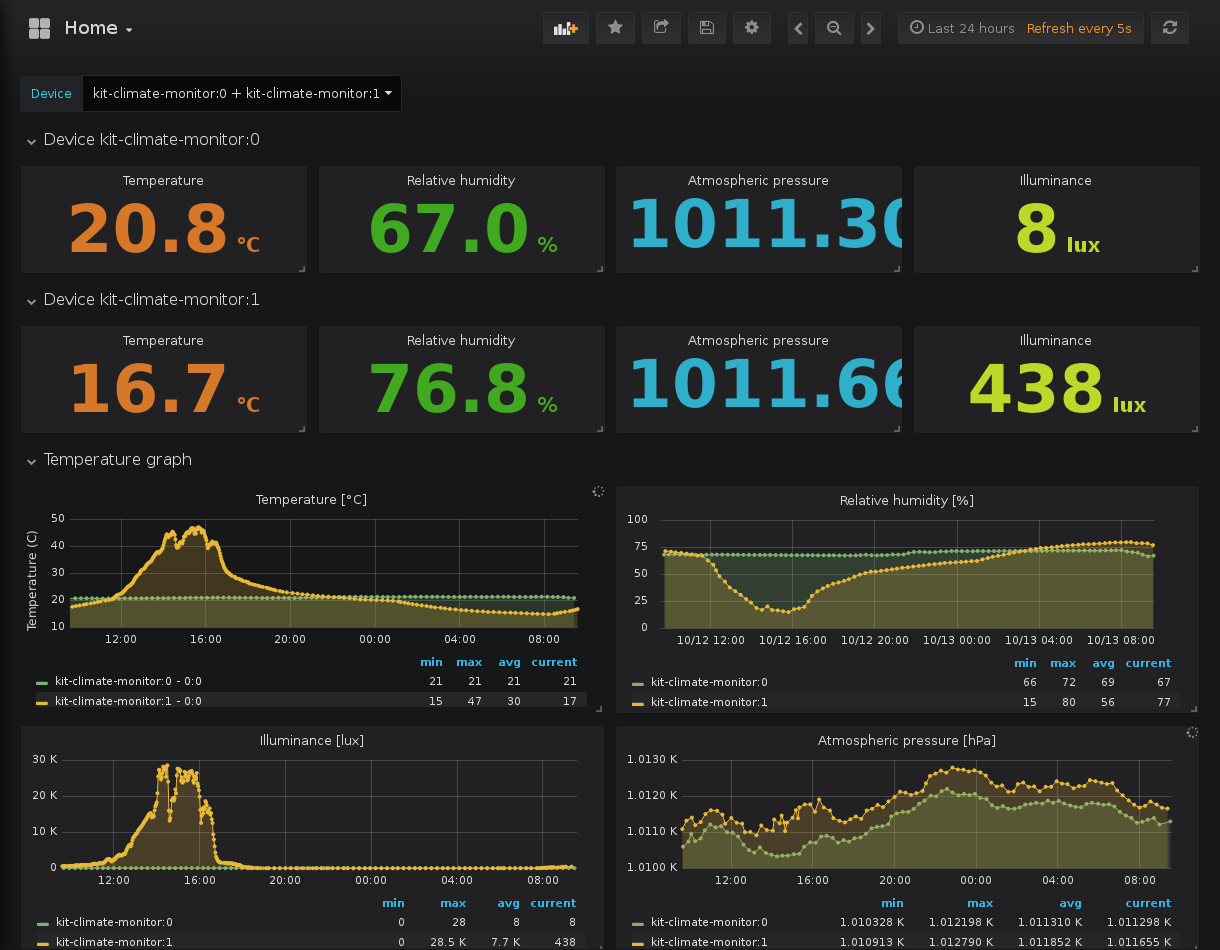 Home
Last 24 hours Refresh every 5s
Device kit-climate-monitor:0 + kit-climate-monitor:1
Device kit-climate-monitor:0
Temperature Relative humidity Atmospheric pressure Illuminance
20.8 °C 67.0 % 1011.30 8 lux
Device kit-climate-monitor:1
Temperature Relative humidity Atmospheric pressure Illuminance
16.7 °C 76.8 % 1011.66 438 lux
Temperature graph
Temperature [°C]
Temperature (C)
50
40
30
20
10
12:00 16:00 20:00 00:00 04:00 08:00
min max avg current
kit-climate-monitor:0 - 0:0 21 21 21 21
kit-climate-monitor:1 - 0:0 15 47 30 17
Relative humidity [%]
100
75
50
25
0
10/12 12:00 10/12 16:00 10/12 20:00 10/13 00:00 10/13 04:00 10/13 08:00
min max avg current
kit-climate-monitor:0 66 72 69 67
kit-climate-monitor:1 15 80 56 77
Illuminance [lux]
30 K
20 K
10 K
0
12:00 16:00 20:00 00:00 04:00 08:00
min max avg current
kit-climate-monitor:0 0 28 8 8
kit-climate-monitor:1 0 28.5 K 7.7 K 438
Atmospheric pressure [hPa]
1.0130 K
1.0120 K
1.0110 K
1.0100 K
12:00 16:00 20:00 00:00 04:00 08:00
min max avg current
kit-climate-monitor:0 1.010328 K 1.012198 K 1.011310 K 1.011298 K
kit-climate-monitor:1 1.010913 K 1.012790 K 1.011852 K 1.011655 K